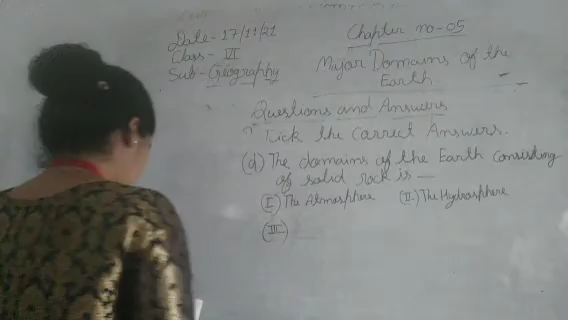 Date - 17/11/21
Class - VI
Sub - Geography
Chapter no - 05
Major Domains of the
Earth
Questions and Answers
Tick the correct Answers.
(d) The domains of the Earth consisting
of solid rock is —
(I) The Atmosphere (II.) The Hydrosphere
(III)